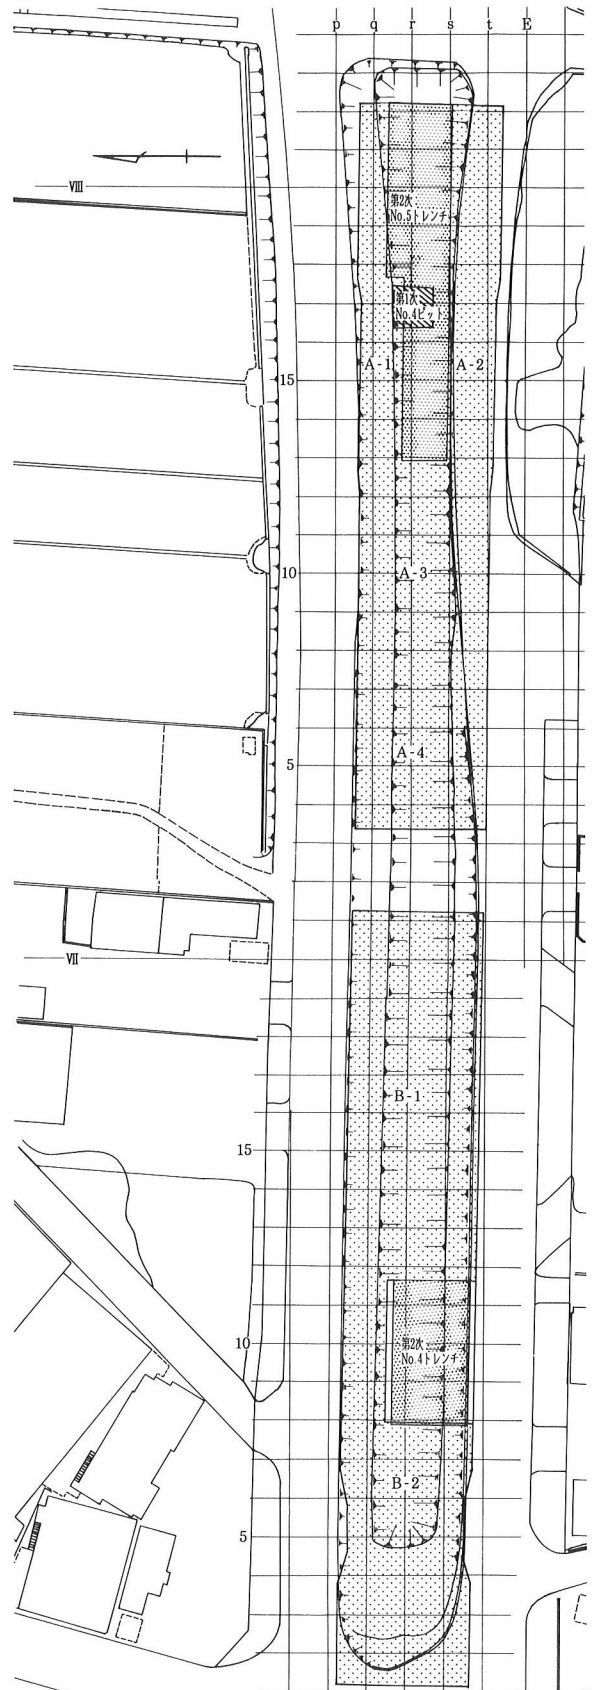 p q r s t E
VIII
第2次
No.5トレンチ
第1次
No.4ピット
A-1
15
A-2
10
A-3
A-4
5
VII
B-1
15
10
第2次
No.4トレンチ
B-2
5